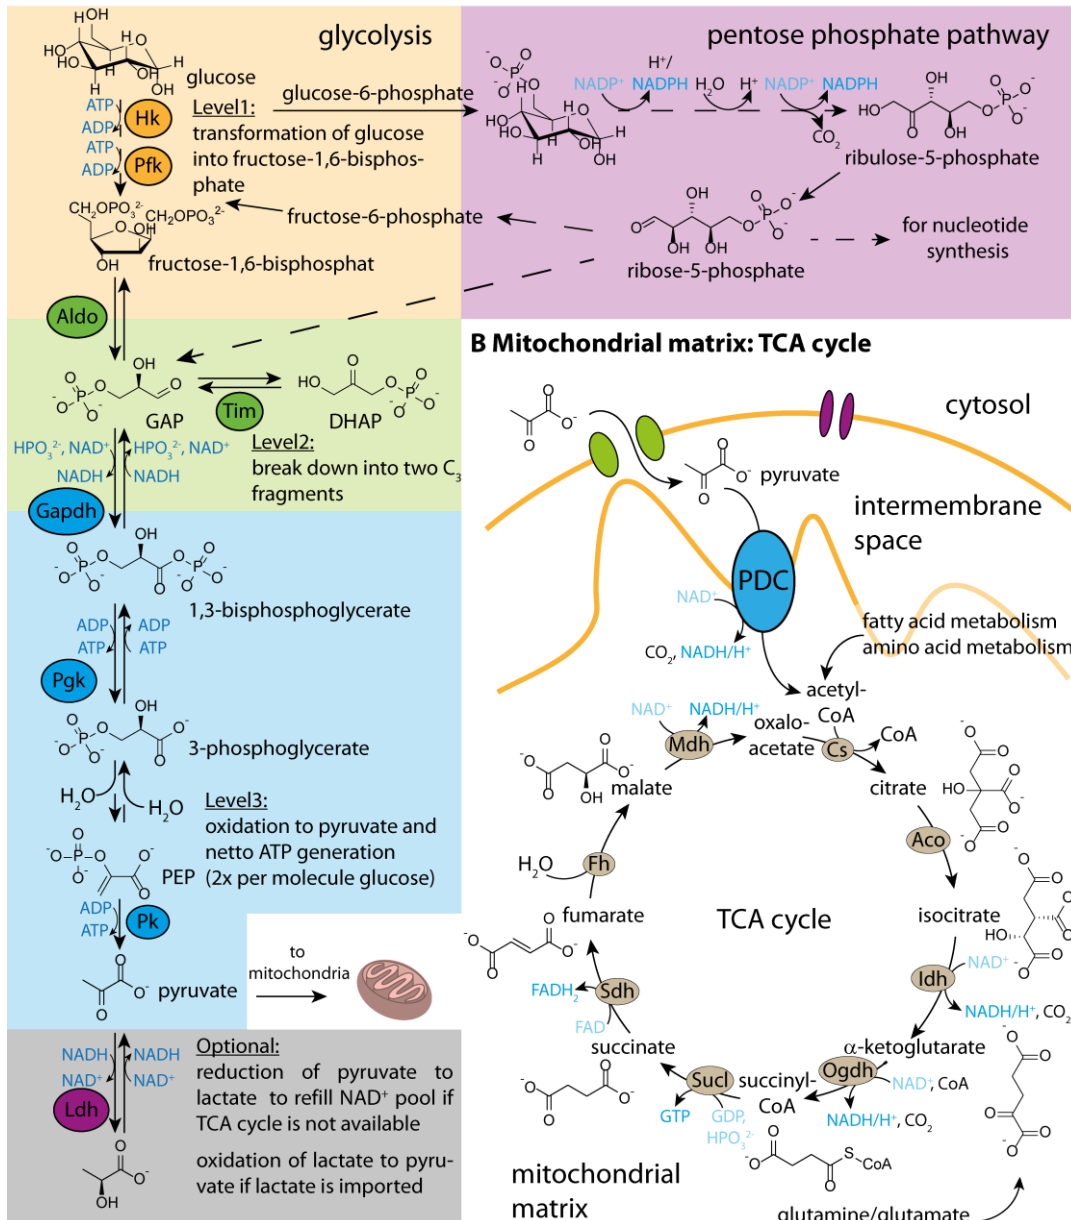 glycolysis
H OH
H
H O
HO
HO
H
H OH
OH
glucose
ATP
ADP
Hk
Level1:
transformation of glucose
into fructose-1,6-bisphos-
phate
ATP
ADP
Pfk
CH₂OPO₃²⁻
CH₂OPO₃²⁻
O
OH
OH
fructose-1,6-bisphosphat
Aldo
glucose-6-phosphate
fructose-6-phosphate
pentose phosphate pathway
NADP⁺
H⁺/
NADPH
H₂O
H⁺
NADP⁺
NADPH
CO₂
ribulose-5-phosphate
ribose-5-phosphate
for nucleotide
synthesis
GAP
Tim
DHAP
HPO₃²⁻, NAD⁺
HPO₃²⁻, NAD⁺
NADH
NADH
Level2:
break down into two C₃
fragments
Gapdh
1,3-bisphosphoglycerate
ADP
ADP
ATP
ATP
Pgk
3-phosphoglycerate
H₂O
H₂O
Level3:
oxidation to pyruvate and
netto ATP generation
(2x per molecule glucose)
PEP
ADP
ATP
Pk
pyruvate
to
mitochondria
NADH
NADH
NAD⁺
NAD⁺
Ldh
Optional:
reduction of pyruvate to
lactate to refill NAD⁺ pool if
TCA cycle is not available
oxidation of lactate to pyru-
vate if lactate is imported
B Mitochondrial matrix: TCA cycle
cytosol
pyruvate
intermembrane
space
PDC
NAD⁺
CO₂, NADH/H⁺
fatty acid metabolism
amino acid metabolism
acetyl-
CoA
NAD⁺
NADH/H⁺
Mdh
oxalo-
acetate
Cs
CoA
malate
citrate
Aco
H₂O
Fh
fumarate
TCA cycle
isocitrate
Idh
NAD⁺
NADH/H⁺, CO₂
FADH₂
Sdh
FAD
succinate
α-ketoglutarate
Ogdh
NAD⁺, CoA
NADH/H⁺, CO₂
Sucl
succinyl-
CoA
GTP
GDP,
HPO₃²⁻
S
CoA
mitochondrial
matrix
glutamine/glutamate